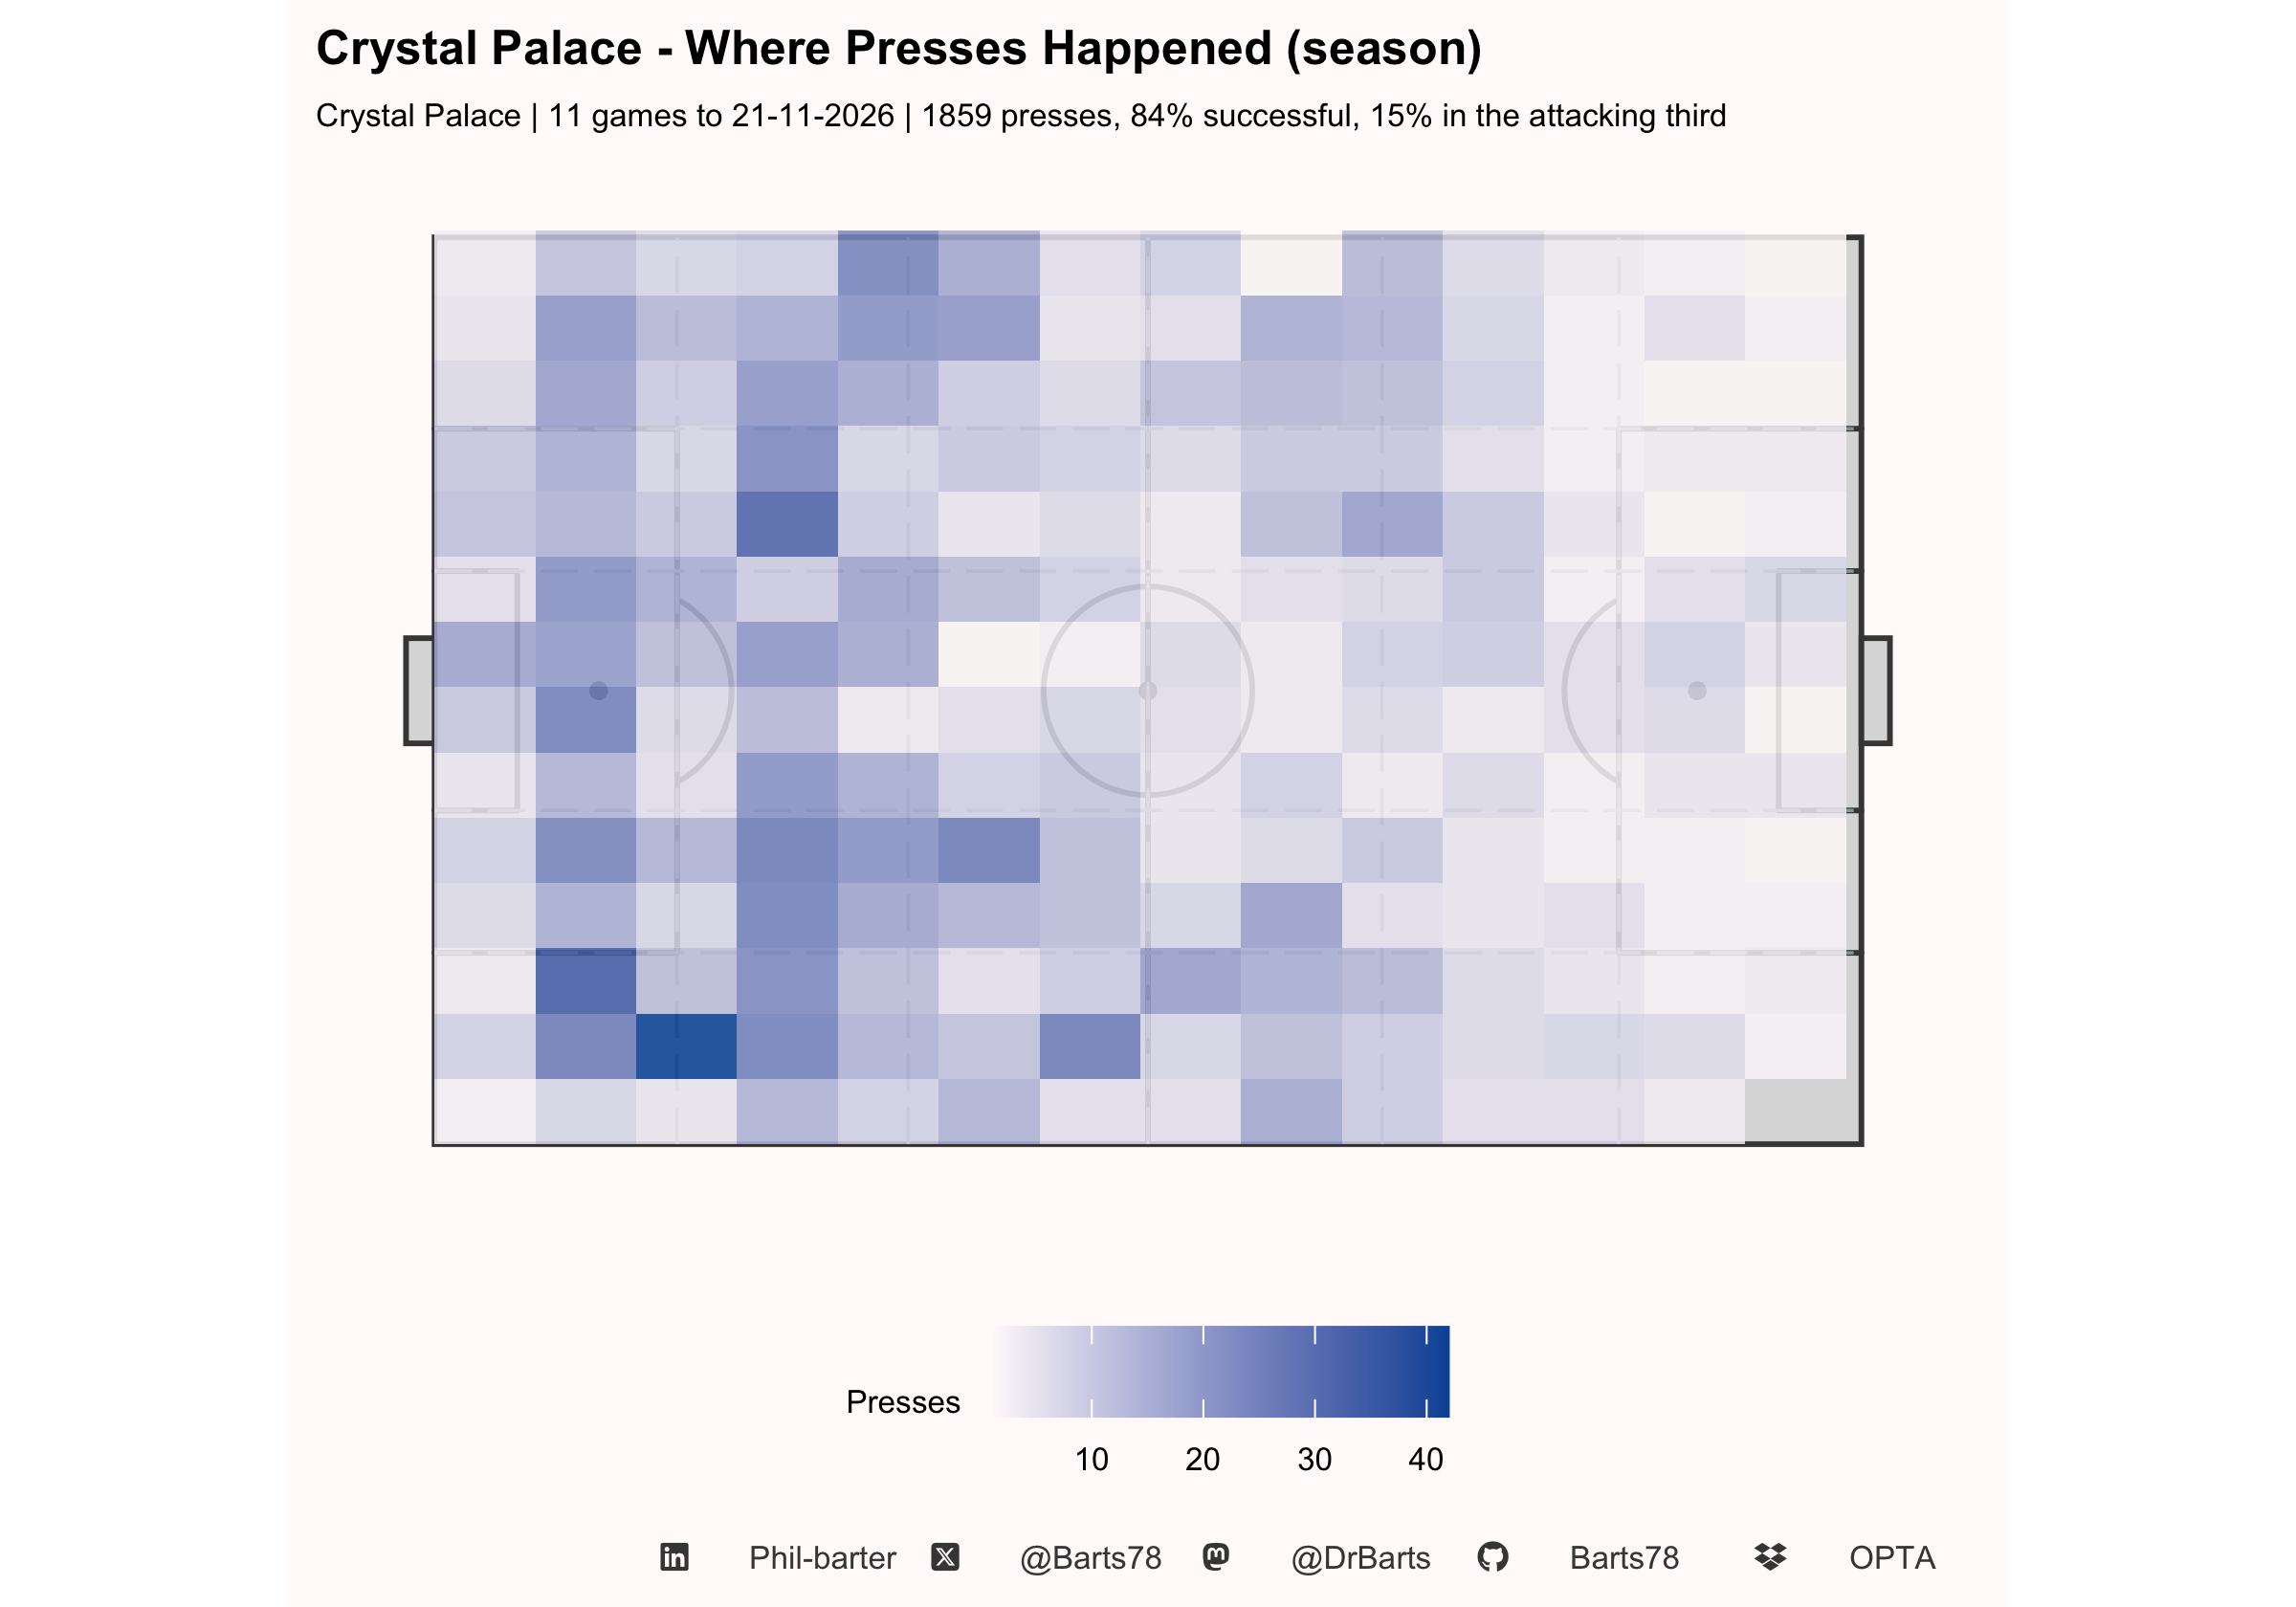 Crystal Palace - Where Presses Happened (season)
Crystal Palace | 11 games to 21-11-2026 | 1859 presses, 84% successful, 15% in the attacking third
Presses
10 20 30 40
Phil-barter @Barts78 @DrBarts Barts78 OPTA